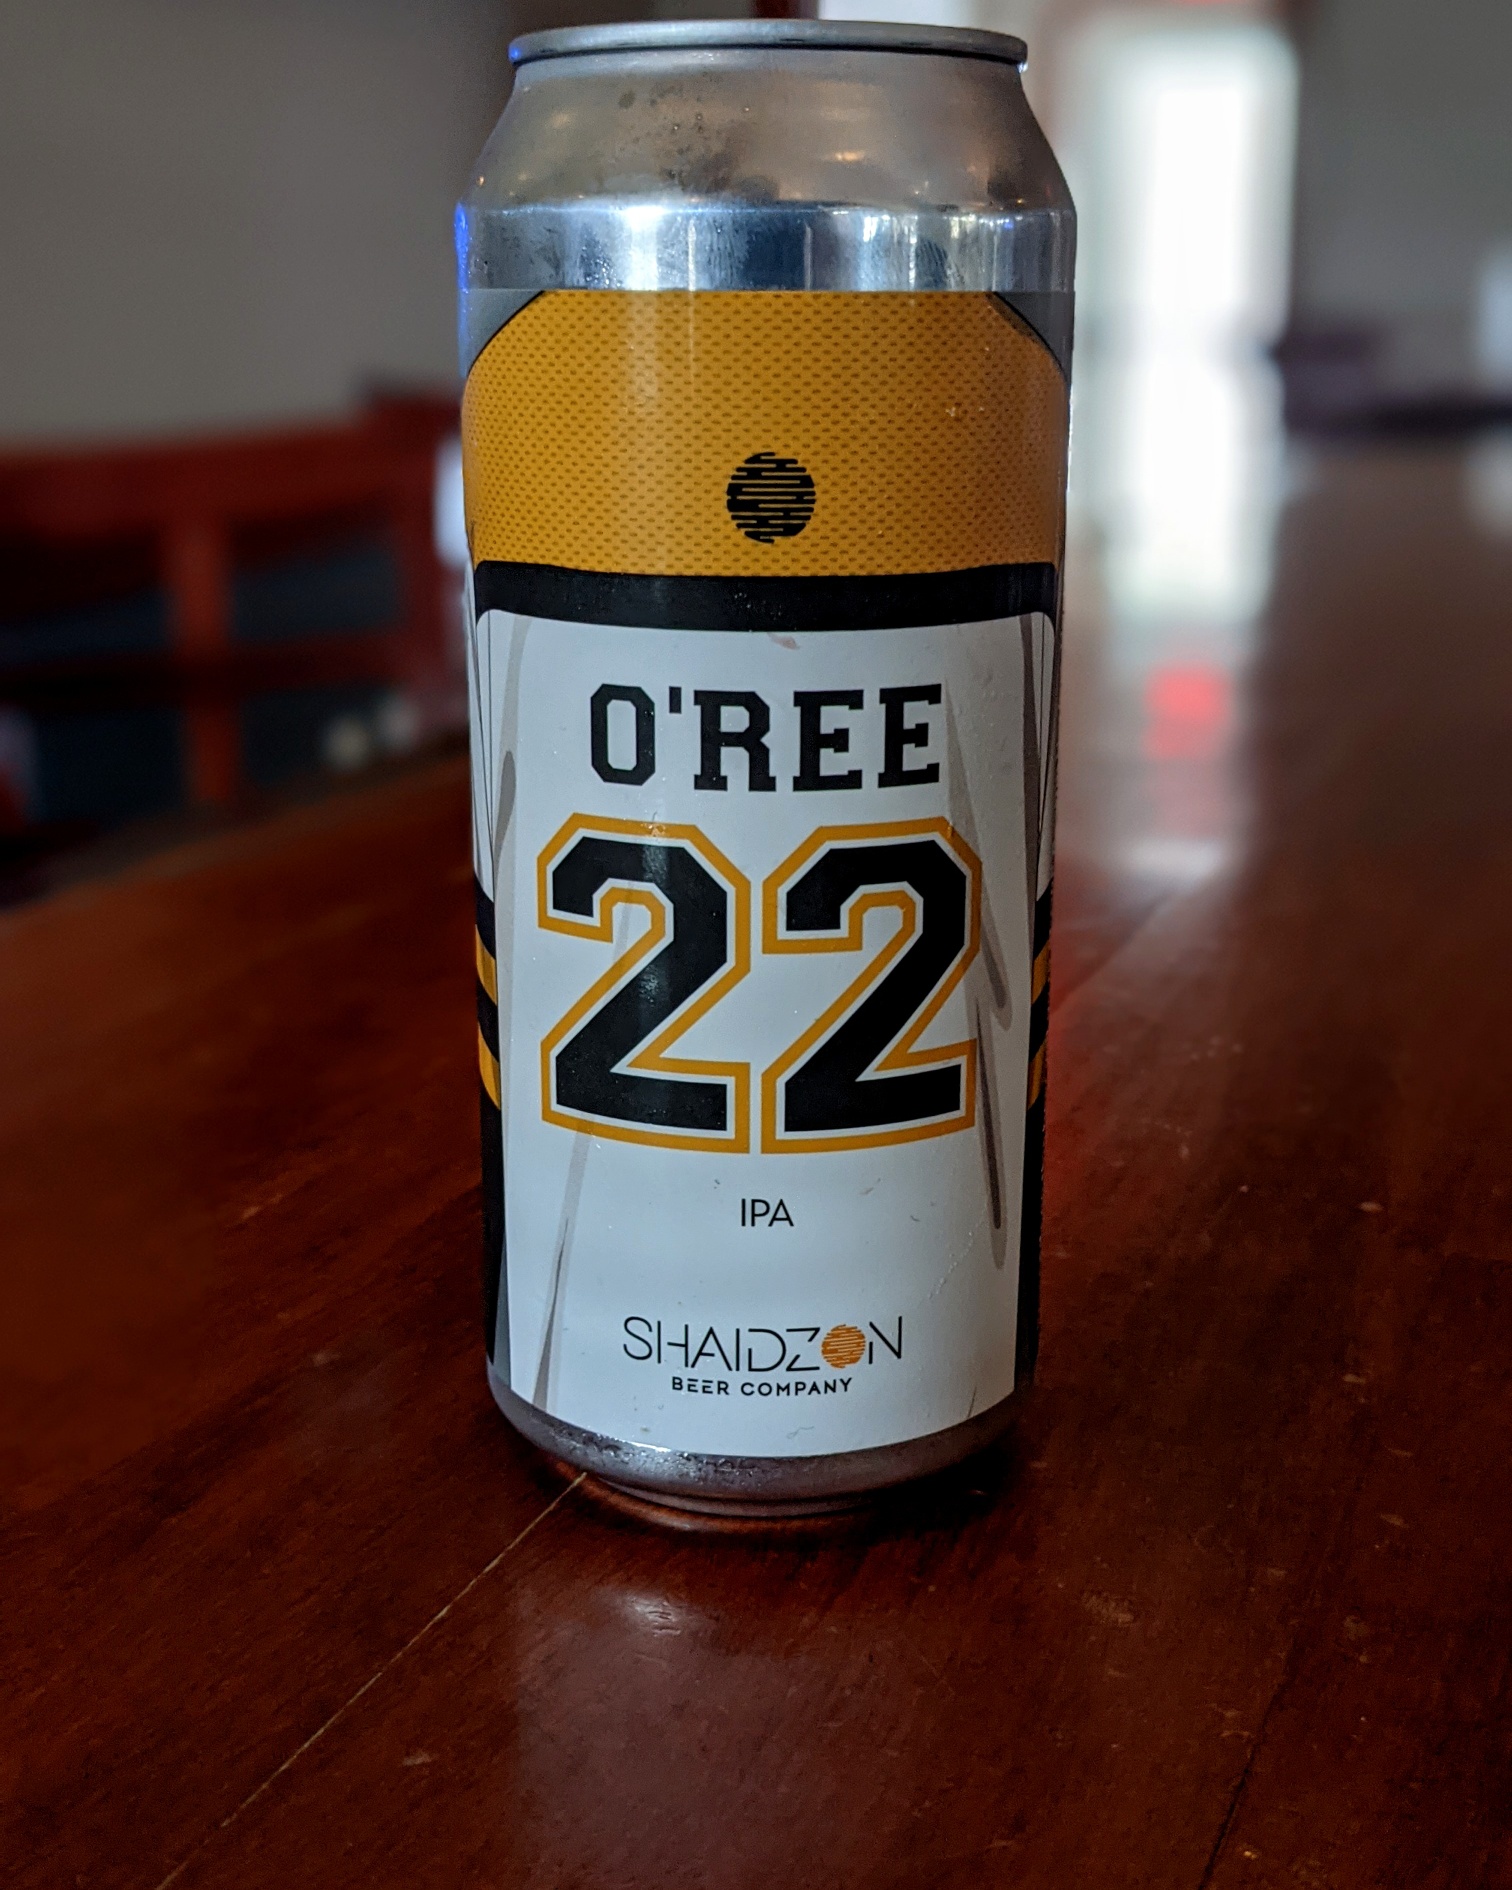 O'REE
22
IPA
SHAIDZON
BEER COMPANY